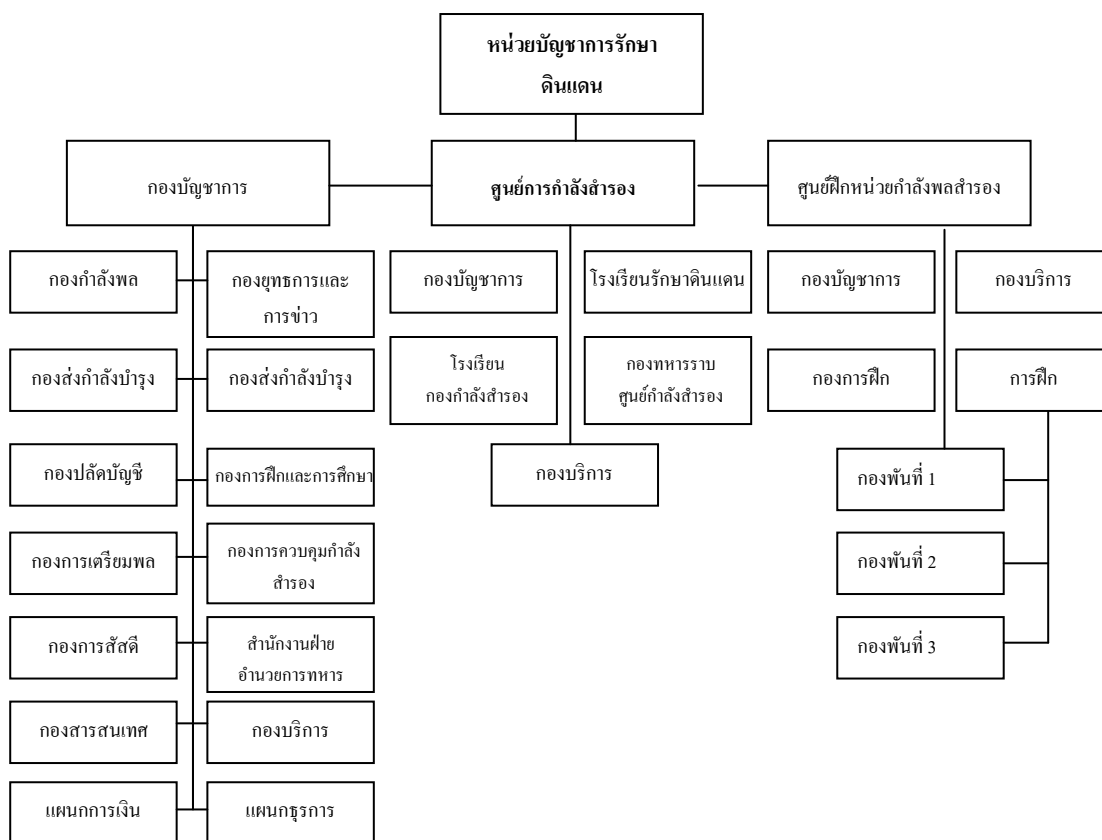 หน่วยบัญชาการรักษา
ดินแดน
กองบัญชาการ
ศูนย์การกำลังสำรอง
ศูนย์ฝึกหน่วยกำลังพลสำรอง
กองกำลังพล
กองยุทธการและ
การข่าว
กองบัญชาการ
โรงเรียนรักษาดินแดน
กองบัญชาการ
กองบริการ
กองส่งกำลังบำรุง
กองส่งกำลังบำรุง
โรงเรียน
กองกำลังสำรอง
กองทหารราบ
ศูนย์กำลังสำรอง
กองการฝึก
การฝึก
กองปลัดบัญชี
กองการฝึกและการศึกษา
กองบริการ
กองพันที่ 1
กองการเตรียมพล
กองการควบคุมกำลัง
สำรอง
กองพันที่ 2
กองการสัสดี
สำนักงานฝ่าย
อำนวยการทหาร
กองพันที่ 3
กองสารสนเทศ
กองบริการ
แผนกการเงิน
แผนกธุรการ